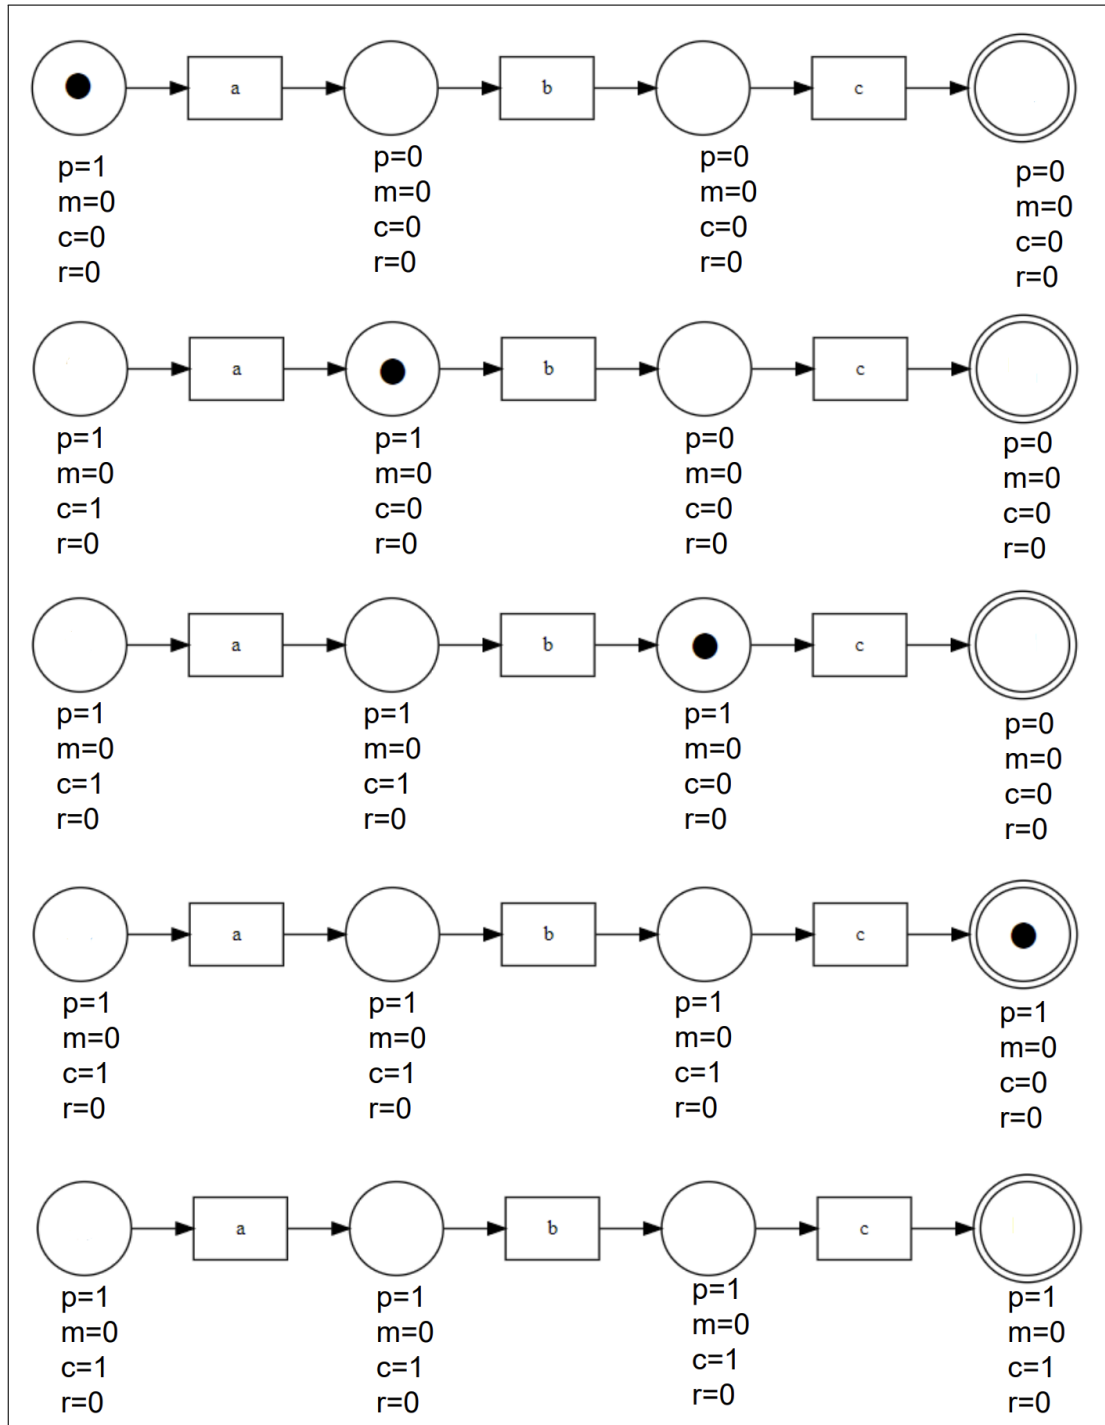 a b c
p=1 p=0 p=0 p=0
m=0 m=0 m=0 m=0
c=0 c=0 c=0 c=0
r=0 r=0 r=0 r=0
a b c
p=1 p=1 p=0 p=0
m=0 m=0 m=0 m=0
c=1 c=0 c=0 c=0
r=0 r=0 r=0 r=0
a b c
p=1 p=1 p=1 p=0
m=0 m=0 m=0 m=0
c=1 c=1 c=0 c=0
r=0 r=0 r=0 r=0
a b c
p=1 p=1 p=1 p=1
m=0 m=0 m=0 m=0
c=1 c=1 c=1 c=0
r=0 r=0 r=0 r=0
a b c
p=1 p=1 p=1 p=1
m=0 m=0 m=0 m=0
c=1 c=1 c=1 c=1
r=0 r=0 r=0 r=0